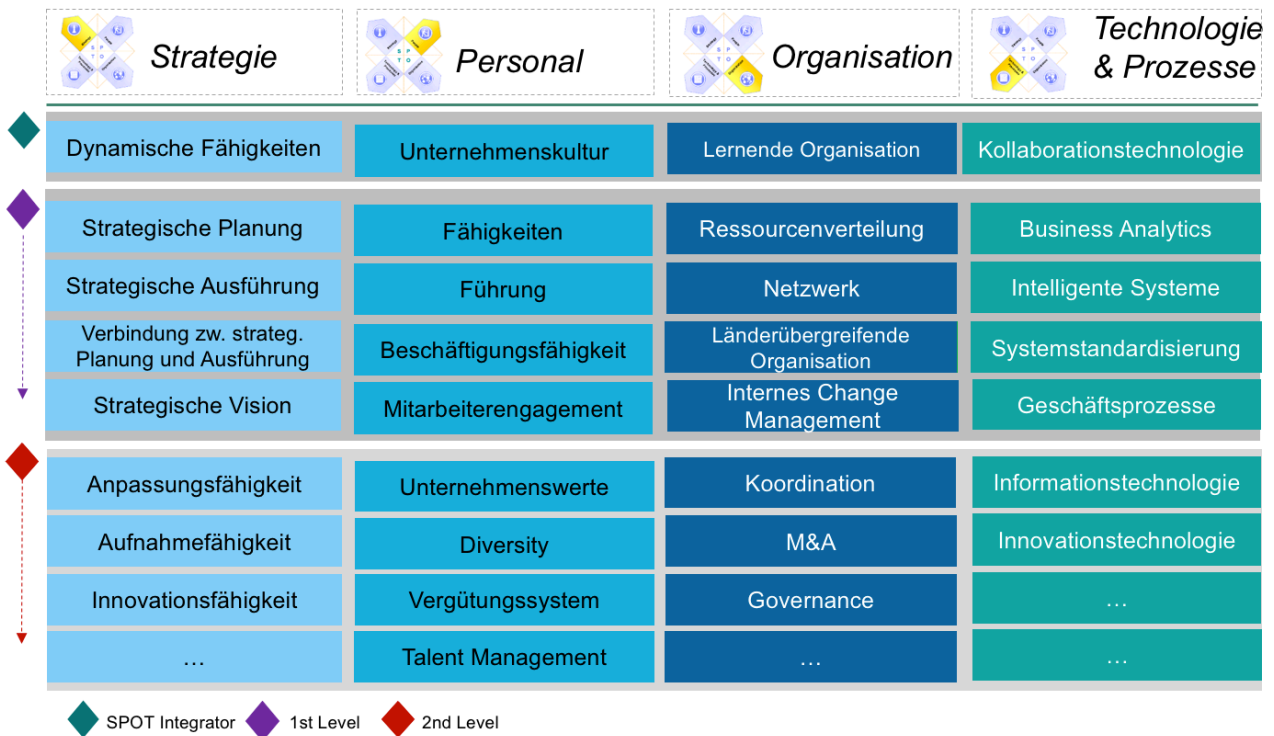 Strategie
Personal
Organisation
Technologie
& Prozesse
Dynamische Fähigkeiten
Unternehmenskultur
Lernende Organisation
Kollaborationstechnologie
Strategische Planung
Fähigkeiten
Ressourcenverteilung
Business Analytics
Strategische Ausführung
Führung
Netzwerk
Intelligente Systeme
Verbindung zw. strateg.
Planung und Ausführung
Beschäftigungsfähigkeit
Länderübergreifende
Organisation
Systemstandardisierung
Strategische Vision
Mitarbeiterengagement
Internes Change
Management
Geschäftsprozesse
Anpassungsfähigkeit
Unternehmenswerte
Koordination
Informationstechnologie
Aufnahmefähigkeit
Diversity
M&A
Innovationstechnologie
Innovationsfähigkeit
Vergütungssystem
Governance
…
…
Talent Management
…
…
SPOT Integrator
1st Level
2nd Level